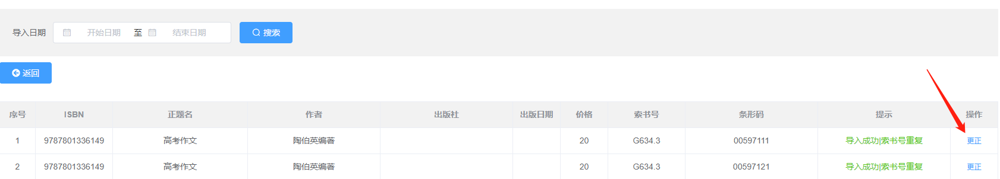 导入日期 开始日期 至 结束日期 搜索
返回
序号 ISBN 正题名 作者 出版社 出版日期 价格 索书号 条形码 提示 操作
1 9787801336149 高考作文 陶伯英编著 20 G634.3 00597111 导入成功|索书号重复 更正
2 9787801336149 高考作文 陶伯英编著 20 G634.3 00597121 导入成功|索书号重复 更正